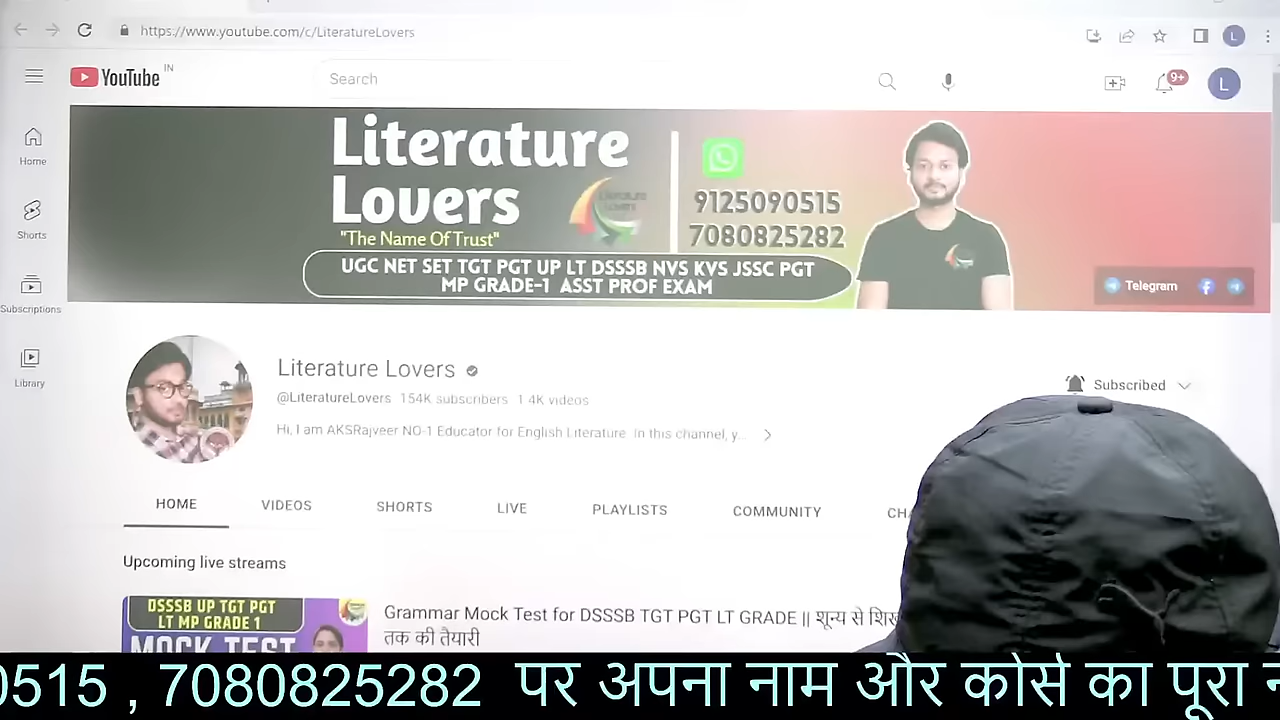 https://www.youtube.com/c/LiteratureLovers
YouTube IN
Search
9+
L
L
Home
Shorts
Subscriptions
Library
Literature
Lovers
"The Name Of Trust"
Literature
Lovers
9125090515
7080825282
UGC NET SET TGT PGT UP LT DSSSB NVS KVS JSSC PGT
MP GRADE-1 ASST PROF EXAM
Telegram
Literature Lovers
@LiteratureLovers 154K subscribers 1.4K videos
Hi, I am AKSRajveer NO-1 Educator for English Literature. In this channel, y...
Subscribed
HOME VIDEOS SHORTS LIVE PLAYLISTS COMMUNITY CH
Upcoming live streams
DSSSB UP TGT PGT
LT MP GRADE 1
MOCK TEST
Grammar Mock Test for DSSSB TGT PGT LT GRADE || शून्य से
तक की तैयारी
0515 , 7080825282 पर अपना नाम और कोर्स का पूरा